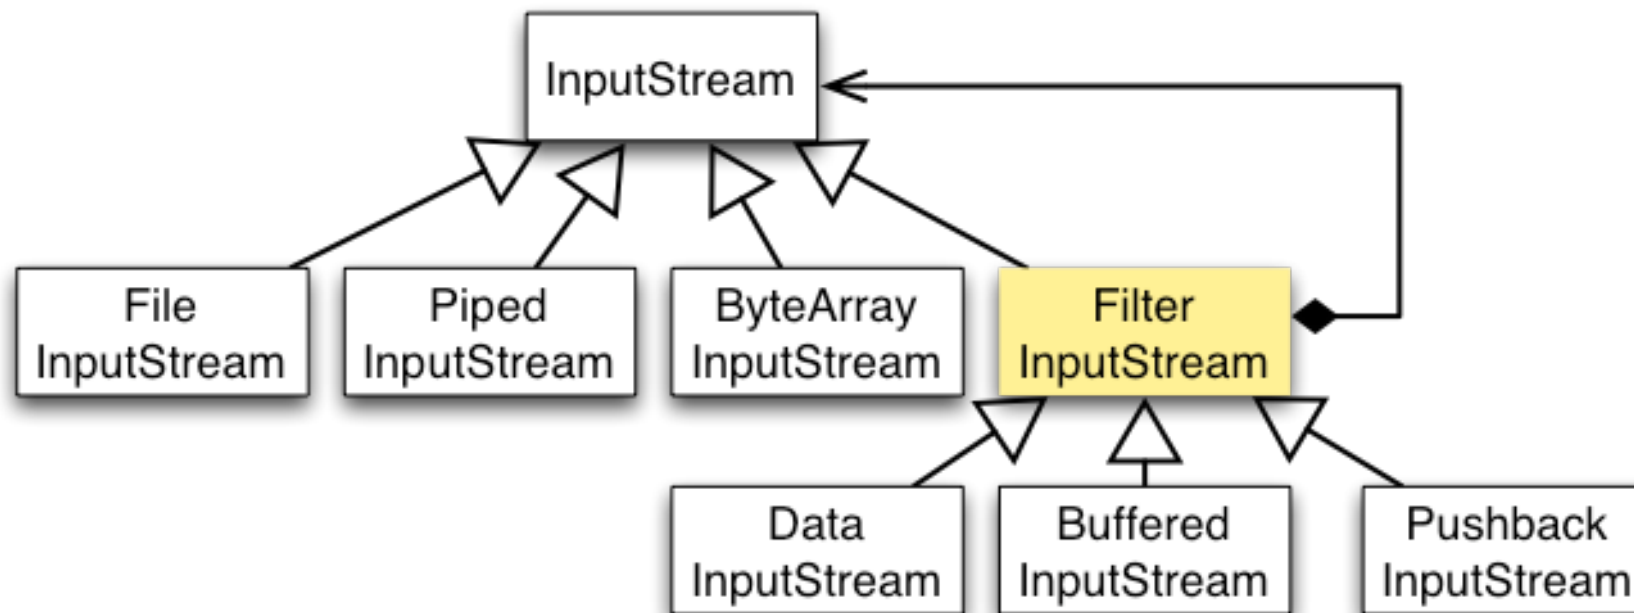 InputStream
File
InputStream
Piped
InputStream
ByteArray
InputStream
Filter
InputStream
Data
InputStream
Buffered
InputStream
Pushback
InputStream